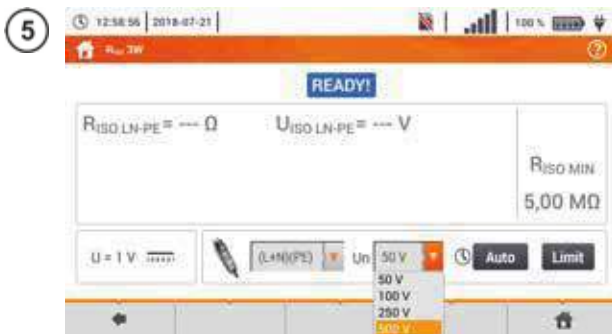 5
12:58:56 2018-07-21 100 %
RISO 3W ?
READY!
RISO LN-PE = --- Ω UISO LN-PE = --- V
RISO MIN
5,00 MΩ
U = 1 V (L+N)(PE) Un 50 V Auto Limit
50 V
100 V
250 V
500 V